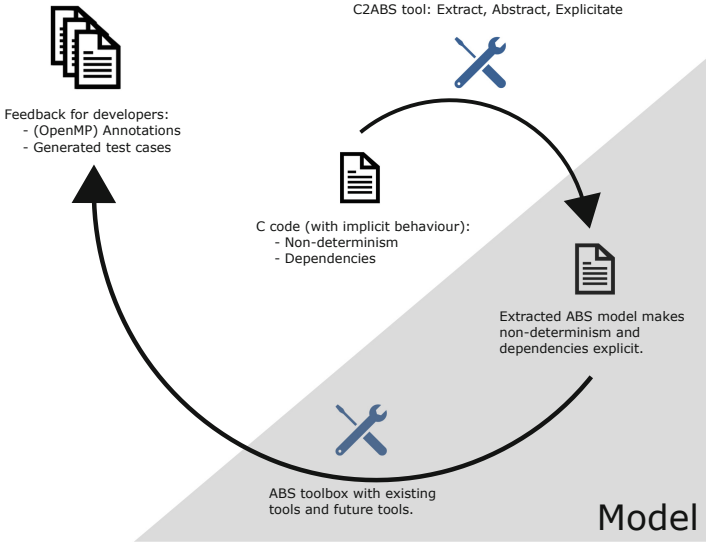 C2ABS tool: Extract, Abstract, Explicitate
Feedback for developers:
- (OpenMP) Annotations
- Generated test cases
C code (with implicit behaviour):
- Non-determinism
- Dependencies
Extracted ABS model makes
non-determinism and
dependencies explicit.
ABS toolbox with existing
tools and future tools.
Model